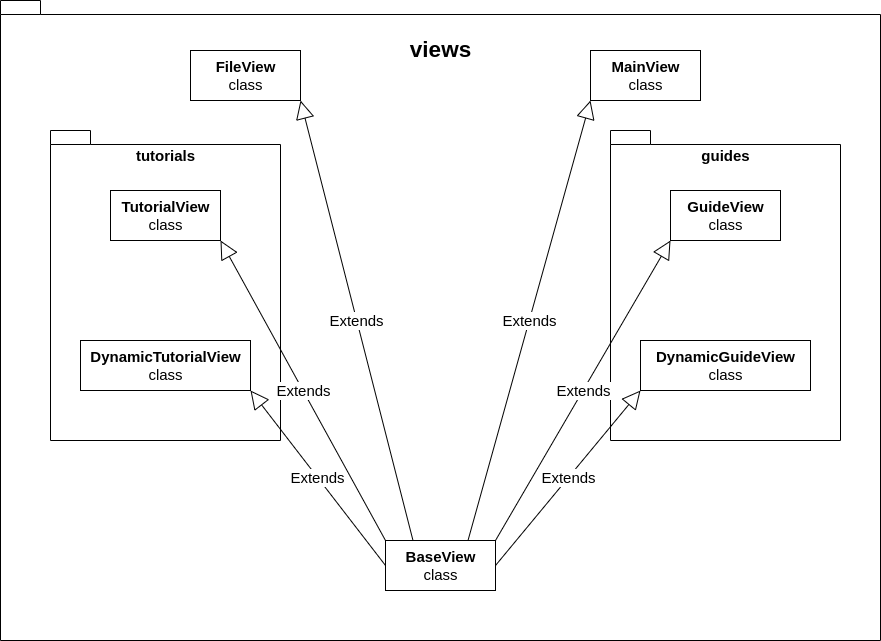 views
FileView
class
MainView
class
tutorials
guides
TutorialView
class
GuideView
class
Extends
Extends
DynamicTutorialView
class
DynamicGuideView
class
Extends
Extends
Extends
Extends
BaseView
class